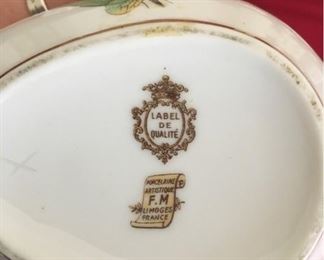 LABEL
DE
QUALITÉ
PORCELAINE
ARTISTIQUE
F.M
LIMOGES
FRANCE